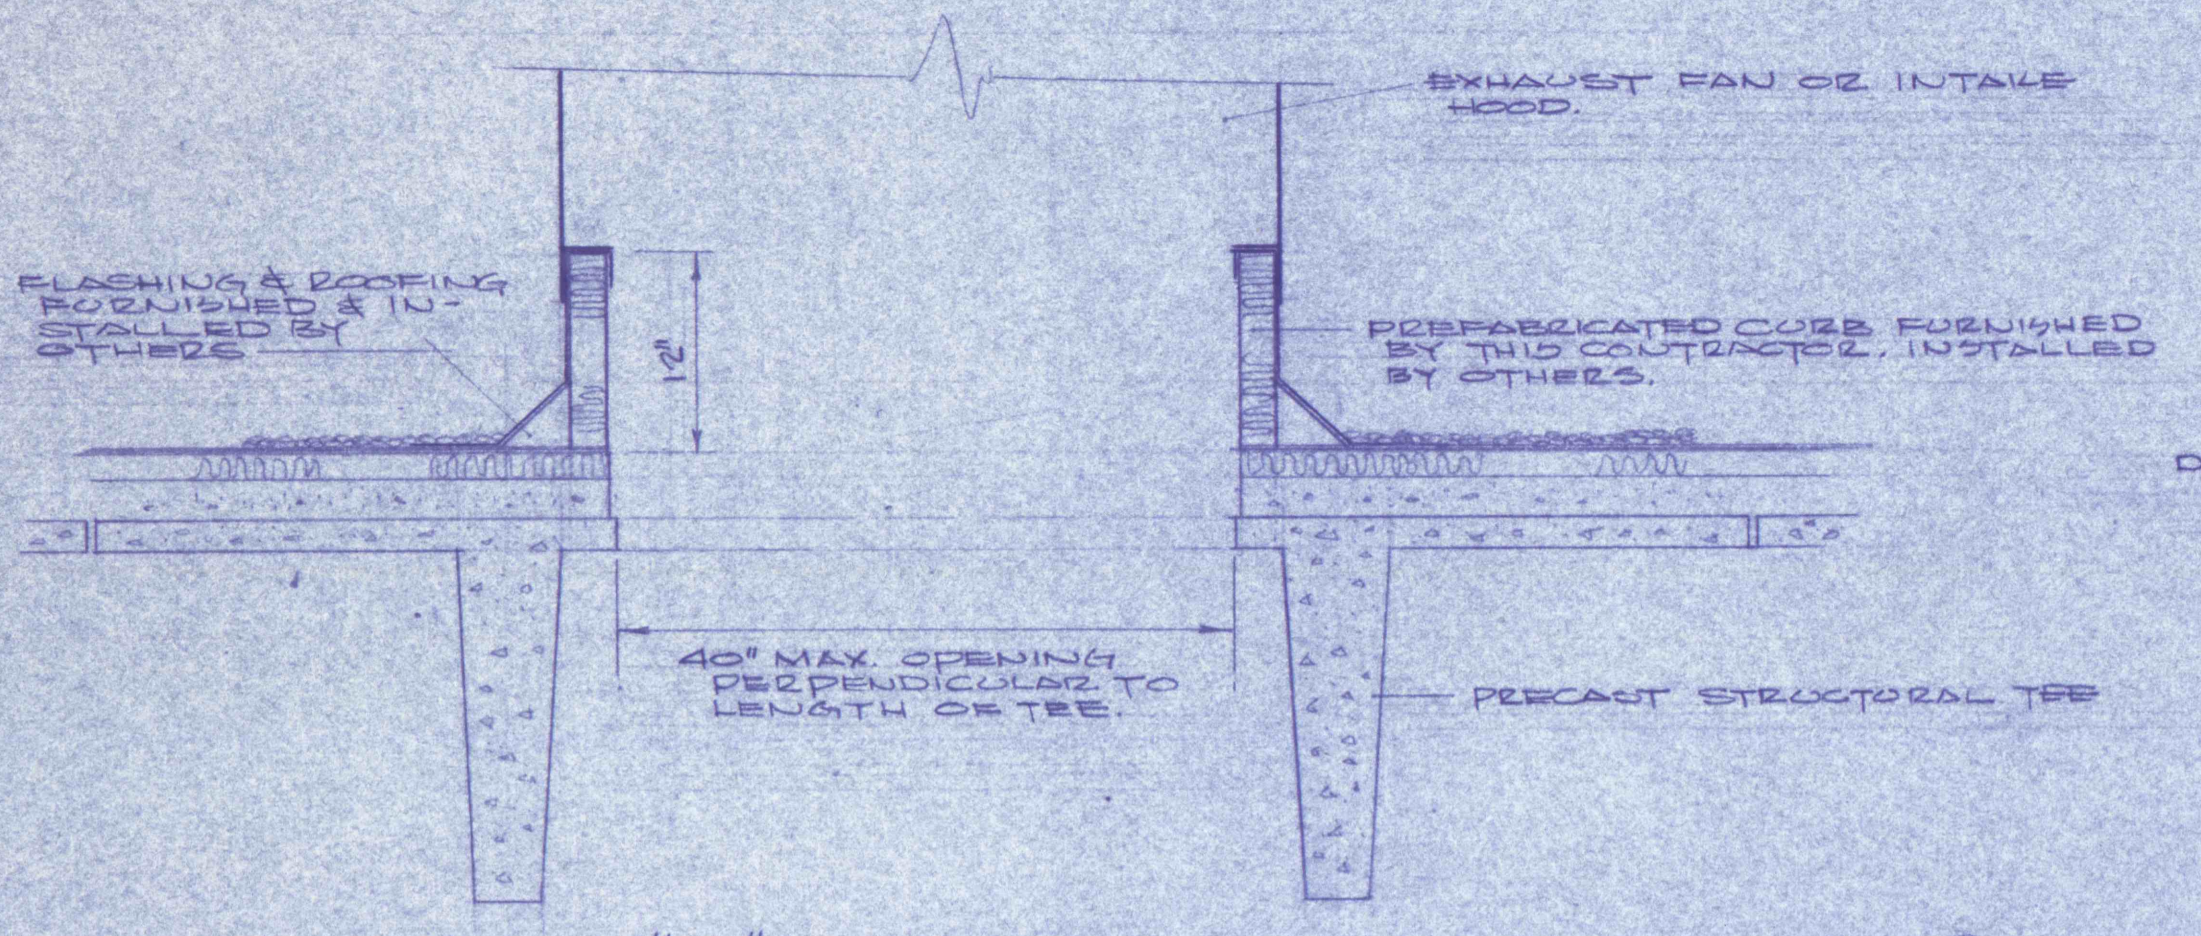 EXHAUST FAN OR INTAKE
HOOD.
FLASHING & ROOFING
FURNISHED & IN-
STALLED BY
OTHERS
12"
PREFABRICATED CURB FURNISHED
BY THIS CONTRACTOR. INSTALLED
BY OTHERS.
40" MAX. OPENING
PERPENDICULAR TO
LENGTH OF TEE.
PRECAST STRUCTURAL TEE